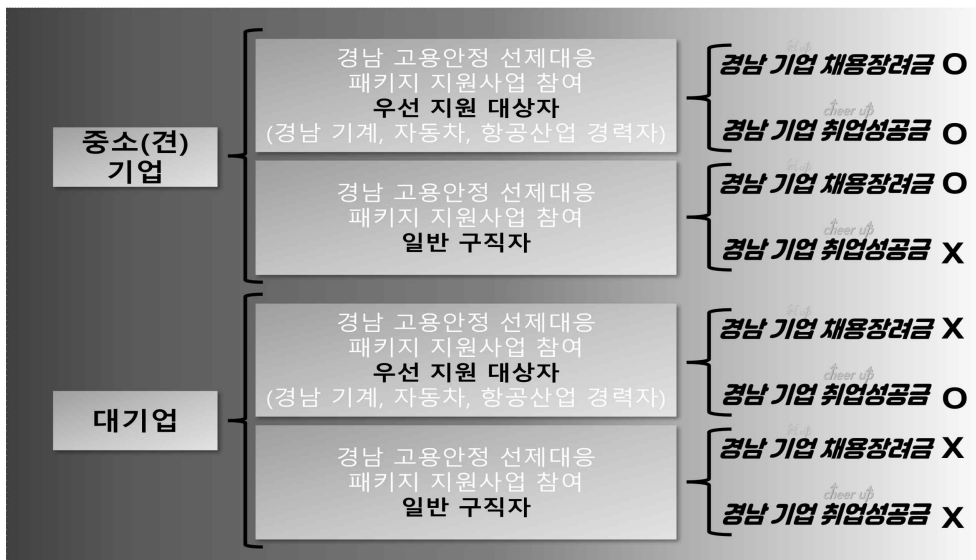 중소(견)
기업
경남 고용안정 선제대응
패키지 지원사업 참여
우선 지원 대상자
(경남 기계, 자동차, 항공산업 경력자)
경남 기업 채용장려금 O
cheer up
경남 기업 취업성공금 O
경남 고용안정 선제대응
패키지 지원사업 참여
일반 구직자
경남 기업 채용장려금 O
cheer up
경남 기업 취업성공금 X
대기업
경남 고용안정 선제대응
패키지 지원사업 참여
우선 지원 대상자
(경남 기계, 자동차, 항공산업 경력자)
경남 기업 채용장려금 X
cheer up
경남 기업 취업성공금 O
경남 고용안정 선제대응
패키지 지원사업 참여
일반 구직자
경남 기업 채용장려금 X
cheer up
경남 기업 취업성공금 X